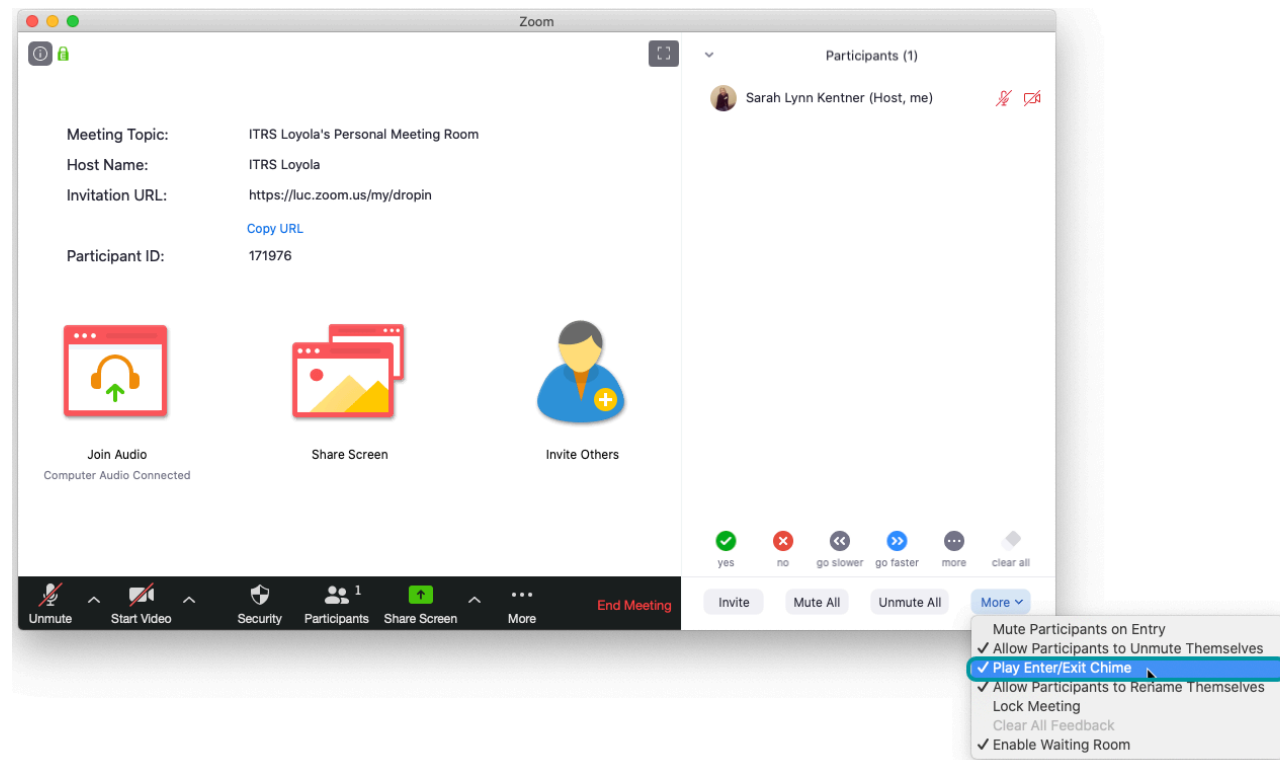 Zoom
Participants (1)
Sarah Lynn Kentner (Host, me)
Meeting Topic: ITRS Loyola's Personal Meeting Room
Host Name: ITRS Loyola
Invitation URL: https://luc.zoom.us/my/dropin
Copy URL
Participant ID: 171976
Join Audio
Computer Audio Connected
Share Screen
Invite Others
yes no go slower go faster more clear all
Unmute Start Video Security Participants 1 Share Screen More End Meeting
Invite Mute All Unmute All More
Mute Participants on Entry
Allow Participants to Unmute Themselves
Play Enter/Exit Chime
Allow Participants to Rename Themselves
Lock Meeting
Clear All Feedback
Enable Waiting Room